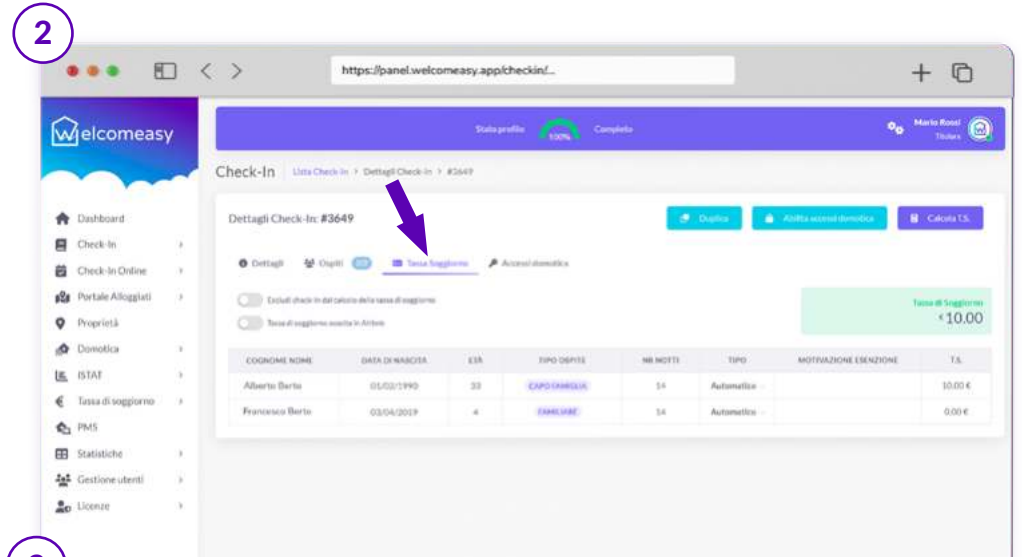 2
https://panel.welcomeasy.app/checkin/...
Welcomeasy
Stato profilo 100% Completo
Mario Rossi
Titolare
Check-In Lista Check-In > Dettagli Check-In > #3649
Dashboard
Check-In
Check-In Online
Portale Alloggiati
Proprietà
Domotica
ISTAT
Tassa di soggiorno
PMS
Statistiche
Gestione utenti
Licenze
Dettagli Check-In: #3649
Duplica
Abilita accessi domotica
Calcola T.S.
Dettagli Ospiti Tassa Soggiorno Accessi domotica
Escludi check-in dal calcolo della tassa di soggiorno
Tassa di soggiorno in Airbnb
Tassa di Soggiorno
€10.00
COGNOME NOME DATA DI NASCITA ETÀ TIPO OSPITE NR NOTTI TIPO MOTIVAZIONE ESENZIONE T.S.
Alberto Berto 01/02/1990 33 CAPO FAMIGLIA 14 Automatico 10.00 €
Francesco Berto 03/04/2019 4 FAMILIARE 14 Automatico 0.00 €